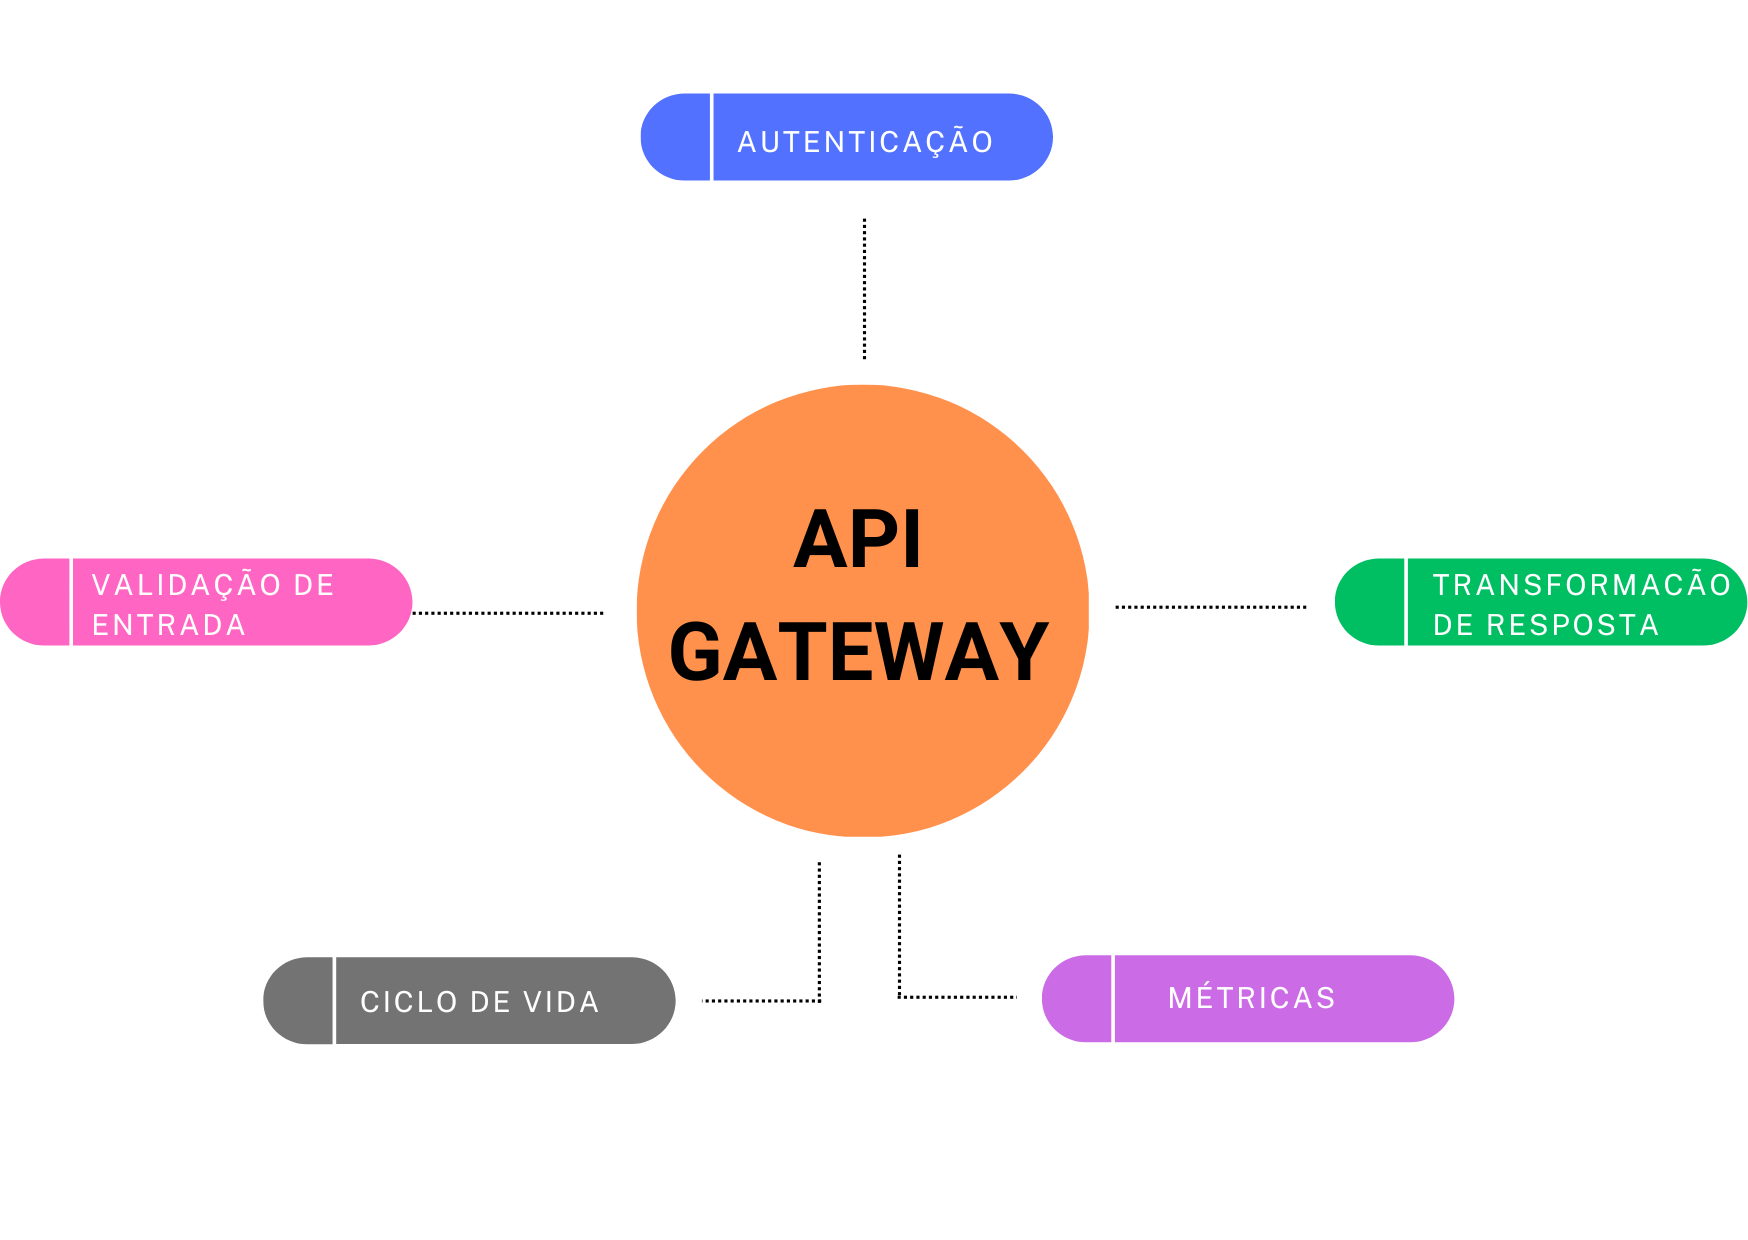 AUTENTICAÇÃO
API
GATEWAY
VALIDAÇÃO DE
ENTRADA
TRANSFORMACÃO
DE RESPOSTA
CICLO DE VIDA
MÉTRICAS